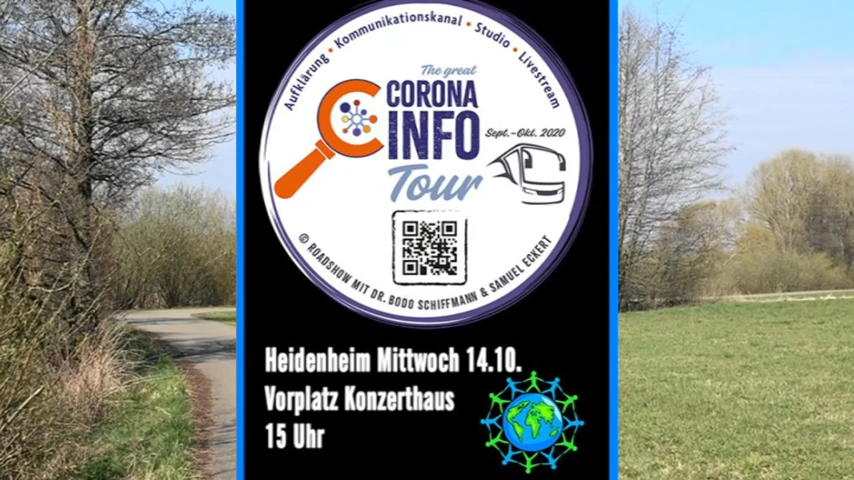 Aufklärung • Kommunikationskanal • Studio • Livestream
The great
CORONA
INFO
Sept.-Okt. 2020
Tour
© ROADSHOW MIT DR. BODO SCHIFFMANN & SAMUEL ECKERT
Heidenheim Mittwoch 14.10.
Vorplatz Konzerthaus
15 Uhr